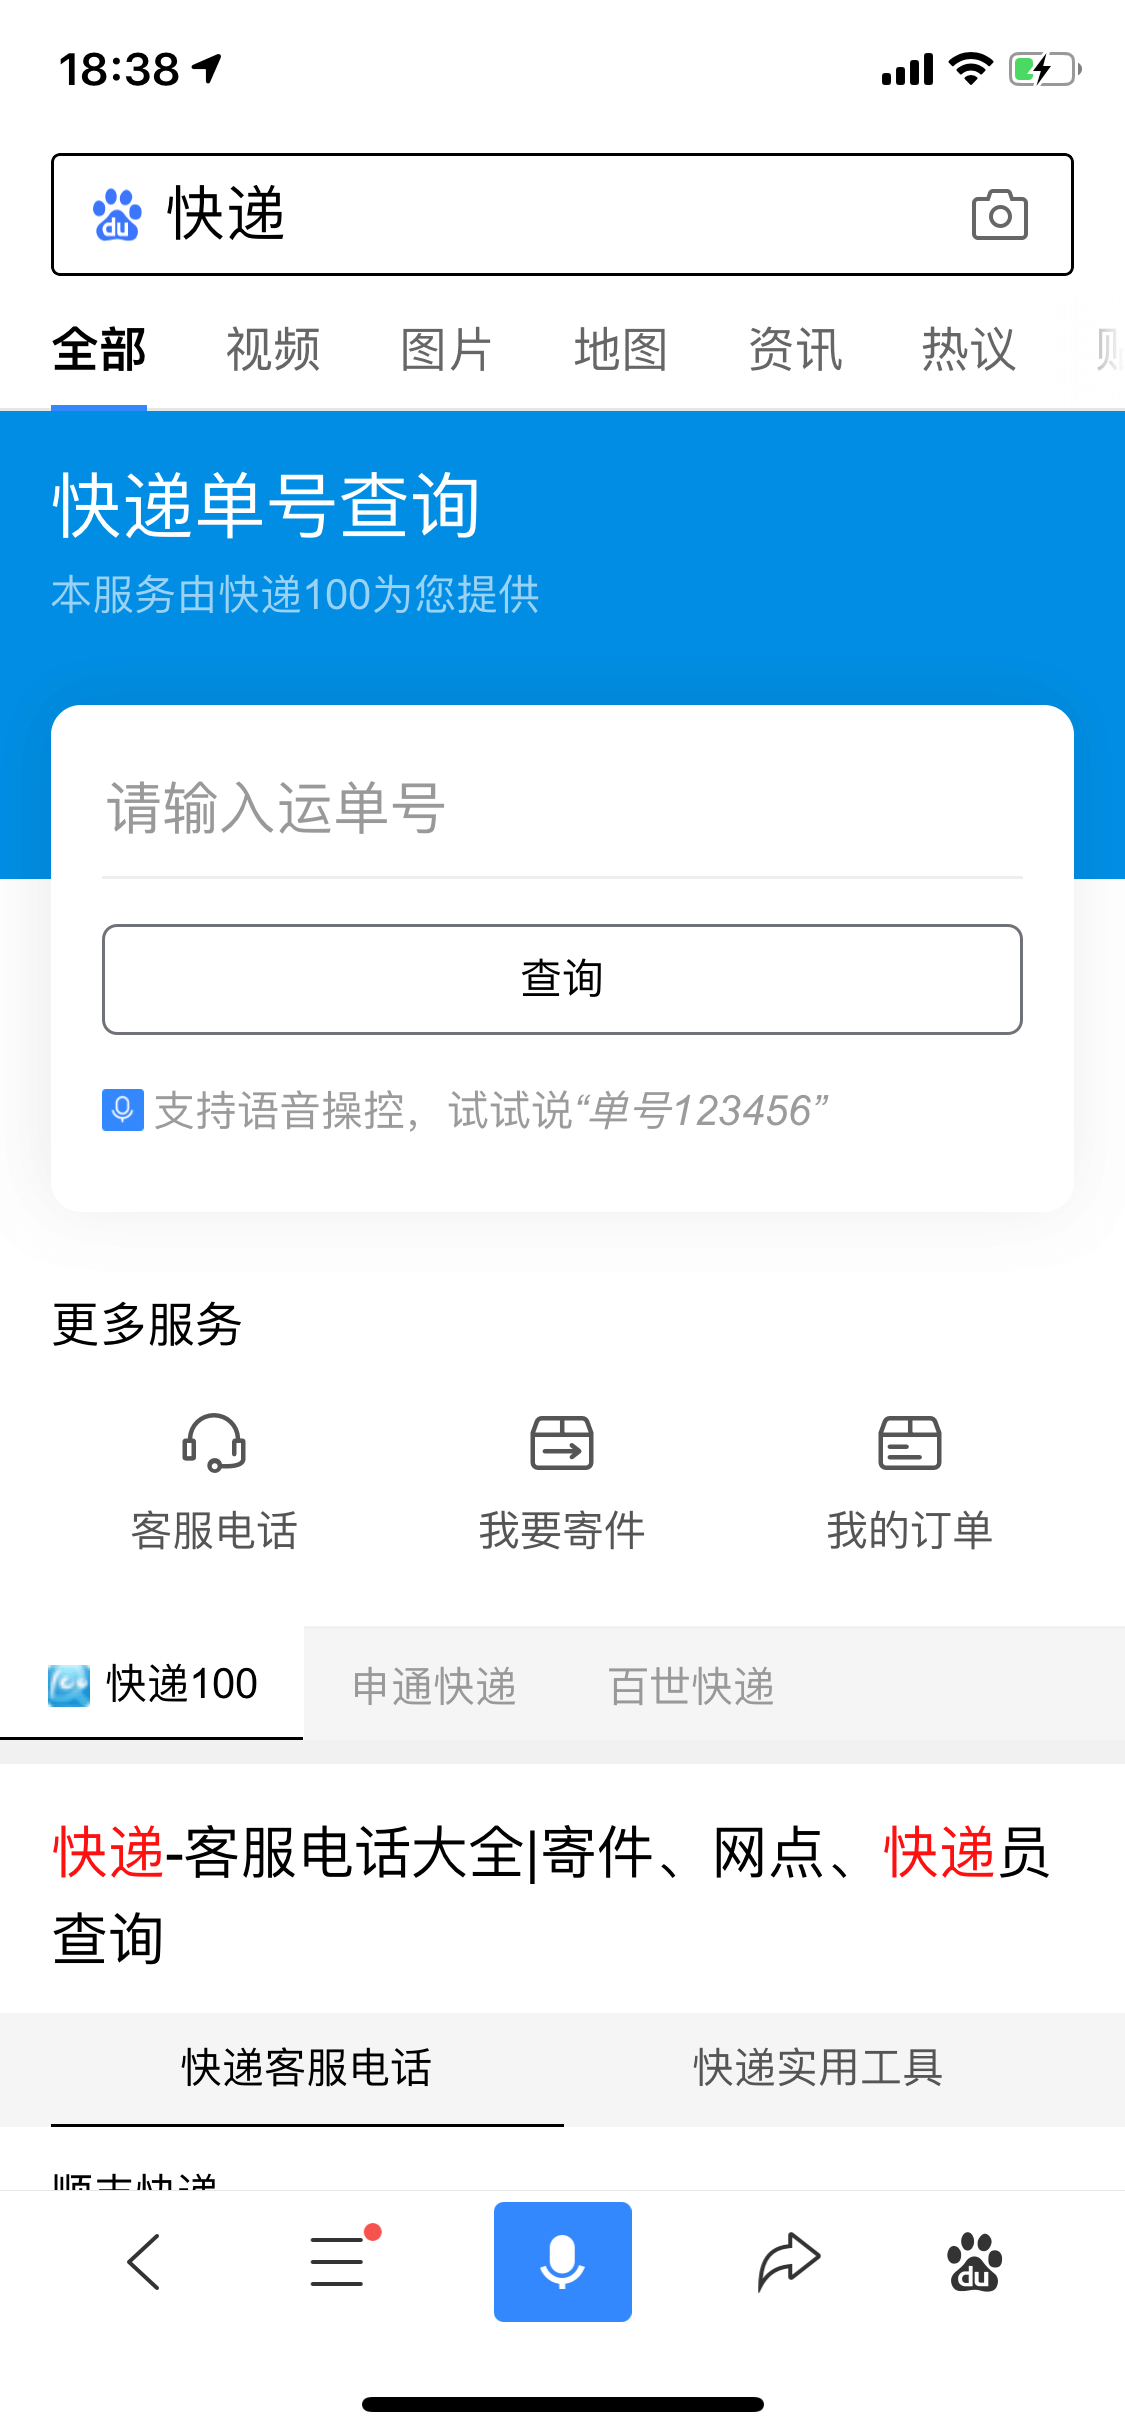 18:38
du 快递
全部 视频 图片 地图 资讯 热议
快递单号查询
本服务由快递100为您提供
请输入运单号
查询
支持语音操控，试试说“单号123456”
更多服务
客服电话 我要寄件 我的订单
快递100 申通快递 百世快递
快递-客服电话大全|寄件、网点、快递员
查询
快递客服电话 快递实用工具
顺丰快递
du